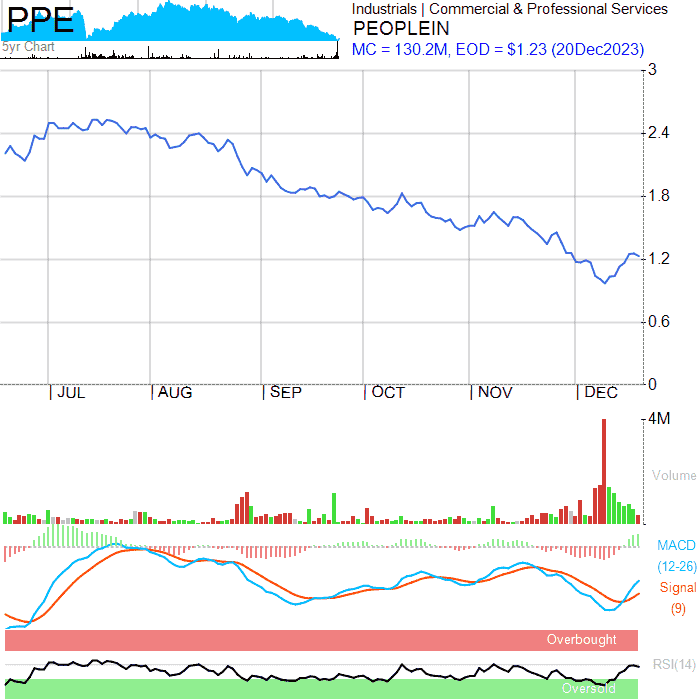 PPE
5yr Chart
Industrials | Commercial & Professional Services
PEOPLEIN
MC = 130.2M, EOD = $1.23 (20Dec2023)
3
2.4
1.8
1.2
0.6
0
| JUL | AUG | SEP | OCT | NOV | DEC
4M
Volume
MACD
(12-26)
Signal
(9)
Overbought
RSI(14)
Oversold